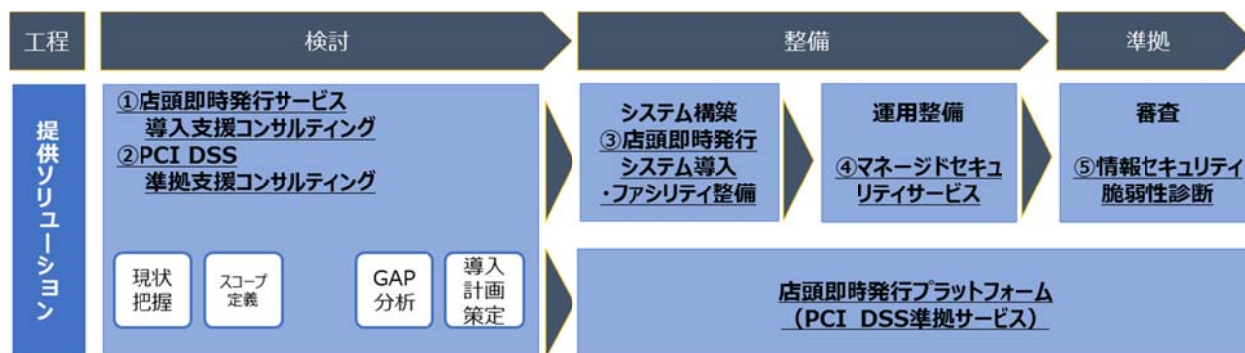 工程
検討
整備
準拠
提供ソリューション
①店頭即時発行サービス
導入支援コンサルティング
②PCI DSS
準拠支援コンサルティング
現状
把握
スコープ
定義
GAP
分析
導入
計画
策定
システム構築
③店頭即時発行
システム導入
・ファシリティ整備
運用整備
④マネージドセキュ
リティサービス
審査
⑤情報セキュリティ
脆弱性診断
店頭即時発行プラットフォーム
（PCI DSS準拠サービス）